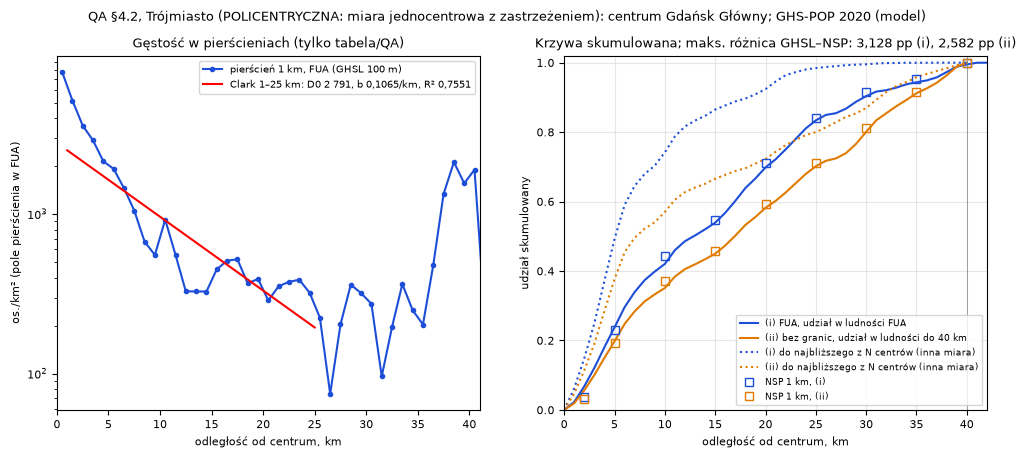 QA §4.2, Trójmiasto (POLICENTRYCZNA: miara jednocentrowa z zastrzeżeniem): centrum Gdańsk Główny; GHS-POP 2020 (model)
Gęstość w pierścieniach (tylko tabela/QA)
os./km² (pole pierścienia w FUA)
10³
10²
pierścień 1 km, FUA (GHSL 100 m)
Clark 1–25 km: D0 2 791, b 0,1065/km, R² 0,7551
0 5 10 15 20 25 30 35 40
odległość od centrum, km
Krzywa skumulowana; maks. różnica GHSL–NSP: 3,128 pp (i), 2,582 pp (ii)
udział skumulowany
1.0
0.8
0.6
0.4
0.2
0.0
(i) FUA, udział w ludności FUA
(ii) bez granic, udział w ludności do 40 km
(i) do najbliższego z N centrów (inna miara)
(ii) do najbliższego z N centrów (inna miara)
NSP 1 km, (i)
NSP 1 km, (ii)
0 5 10 15 20 25 30 35 40
odległość od centrum, km